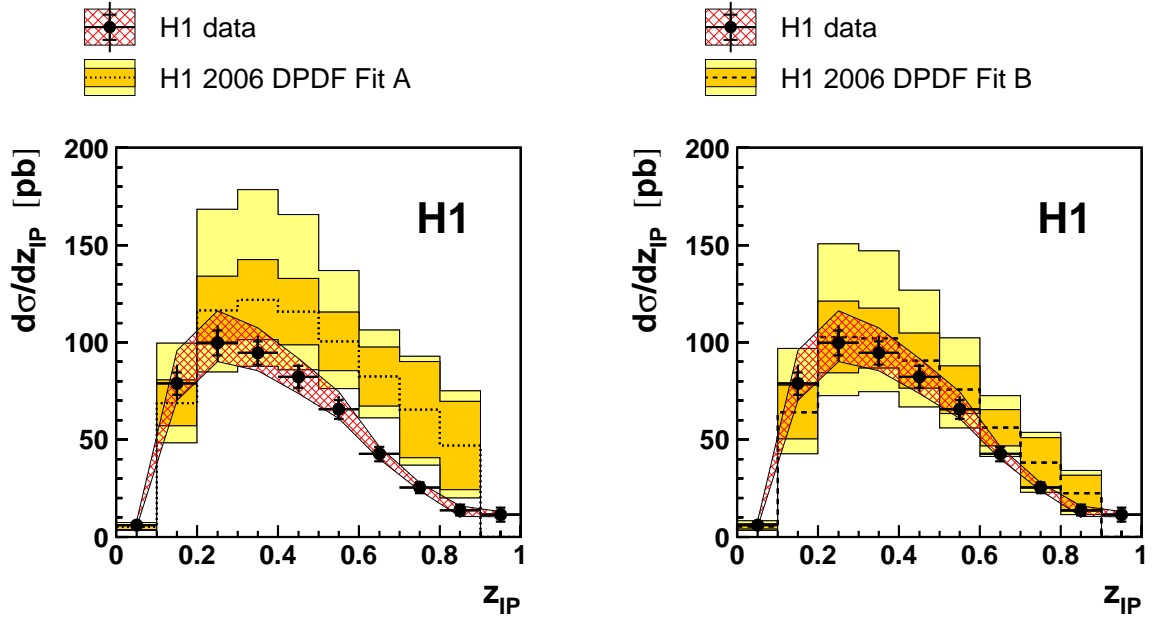 H1 data
H1 2006 DPDF Fit A
200
150
100
50
0
dσ/dz_IP [pb]
H1
0 0.2 0.4 0.6 0.8 1
z_IP
H1 data
H1 2006 DPDF Fit B
200
150
100
50
0
dσ/dz_IP [pb]
H1
0 0.2 0.4 0.6 0.8 1
z_IP